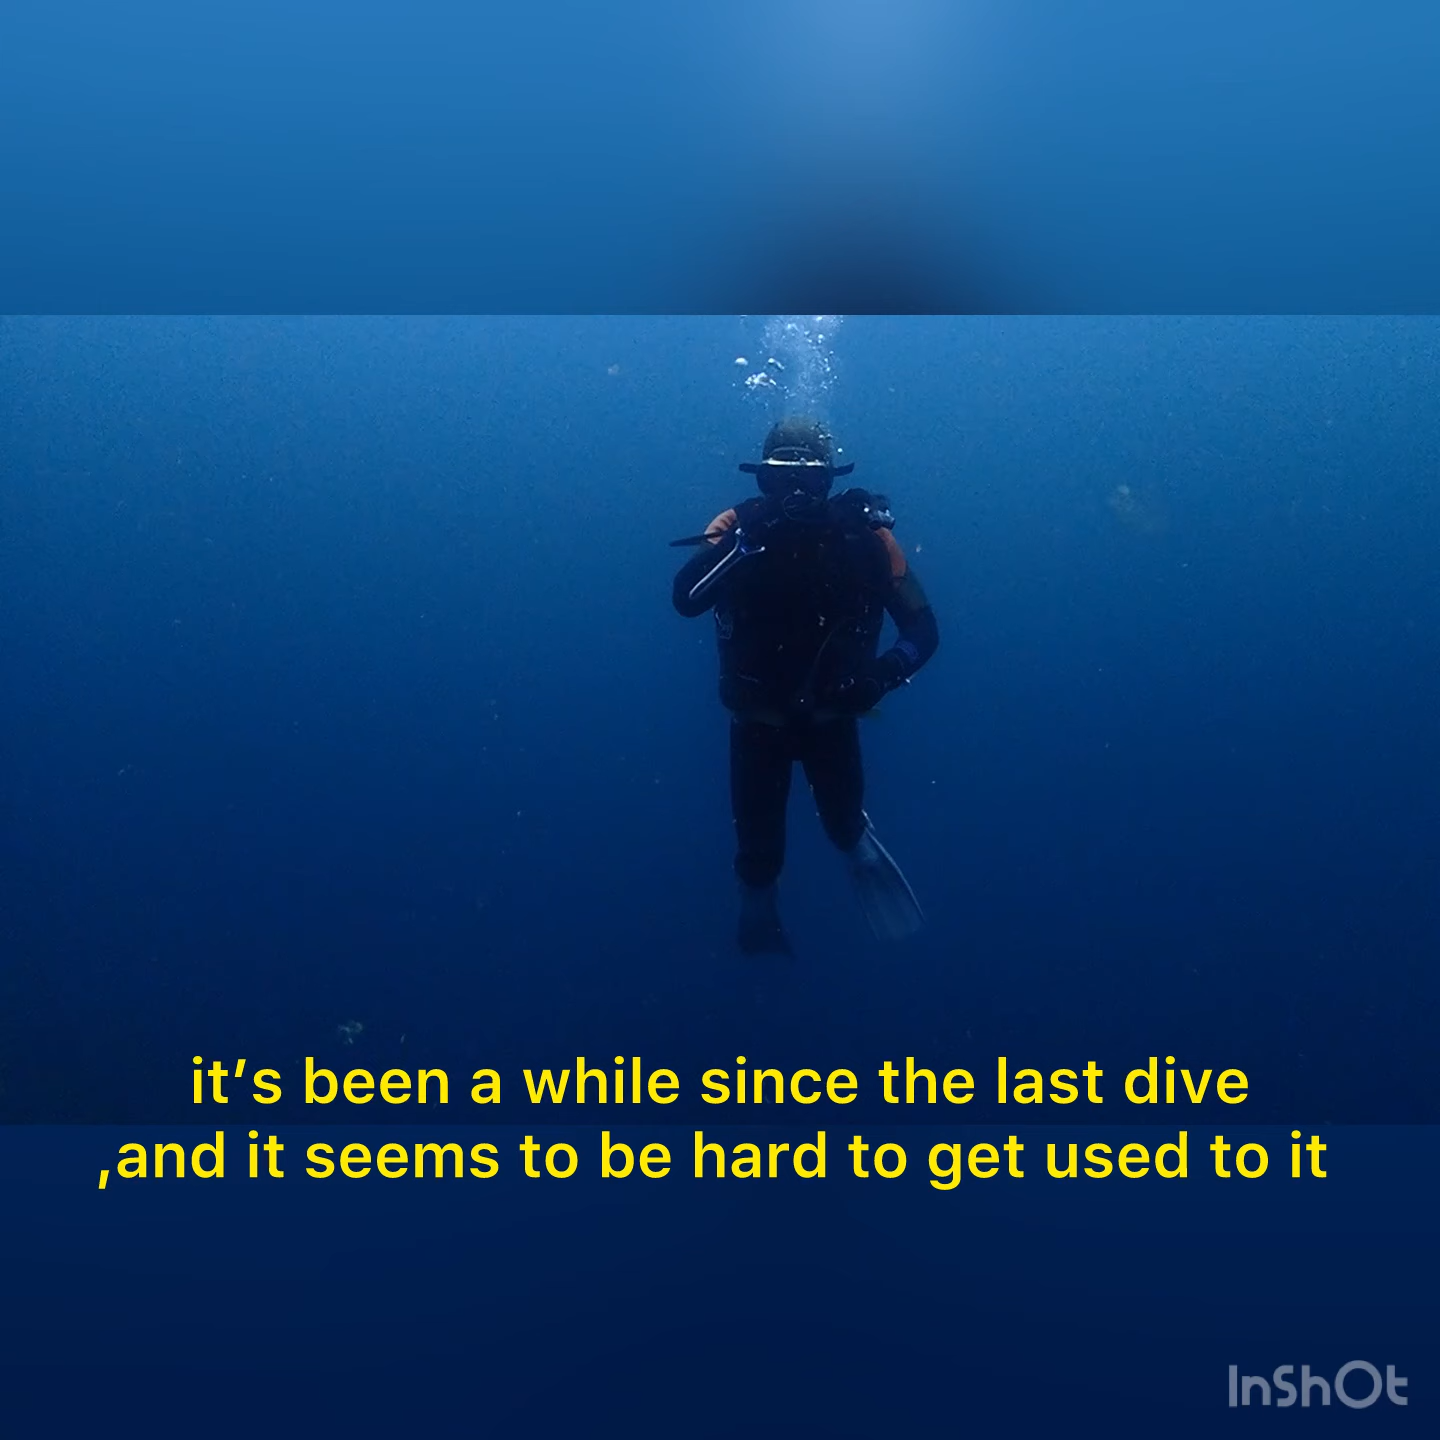 it’s been a while since the last dive
,and it seems to be hard to get used to it
InShOt